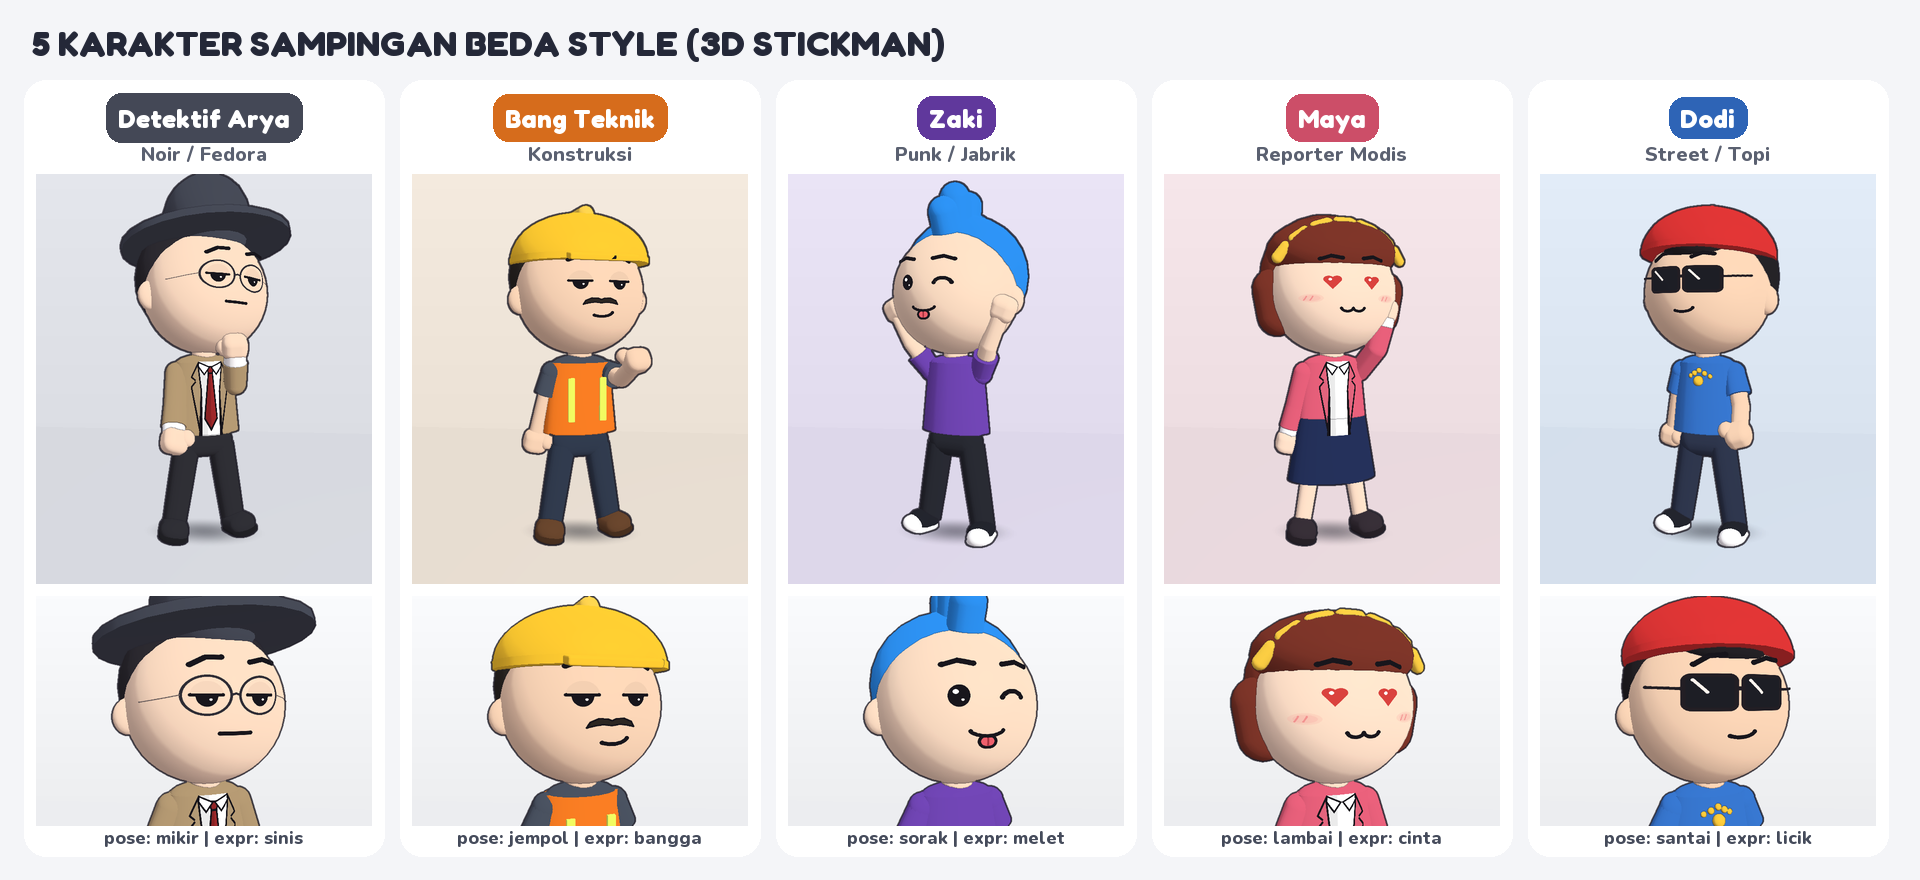 5 KARAKTER SAMPINGAN BEDA STYLE (3D STICKMAN)
Detektif Arya
Noir / Fedora
pose: mikir | expr: sinis
Bang Teknik
Konstruksi
pose: jempol | expr: bangga
Zaki
Punk / Jabrik
pose: sorak | expr: melet
Maya
Reporter Modis
pose: lambai | expr: cinta
Dodi
Street / Topi
pose: santai | expr: licik